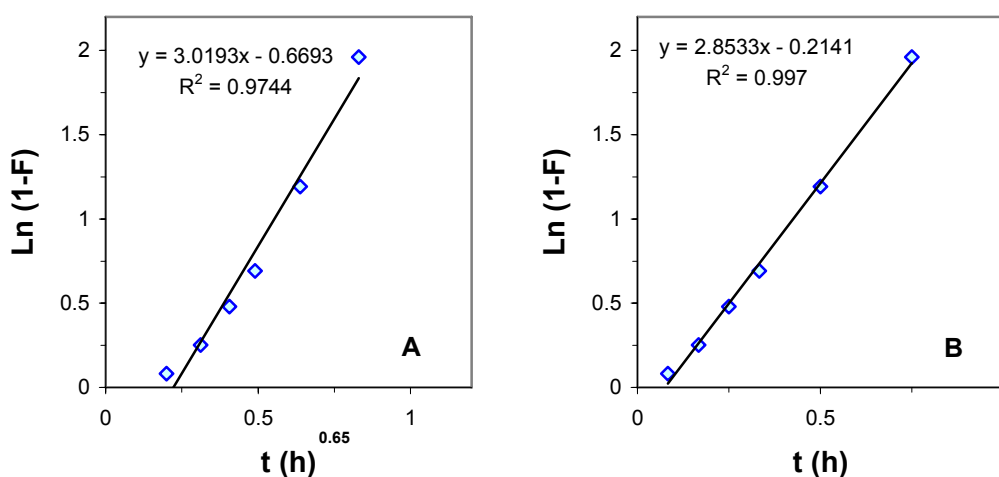 y = 3.0193x - 0.6693
R² = 0.9744
Ln (1-F)
2
1.5
1
0.5
0
0
0.5
1
A
t (h)^0.65
y = 2.8533x - 0.2141
R² = 0.997
Ln (1-F)
2
1.5
1
0.5
0
0
0.5
B
t (h)